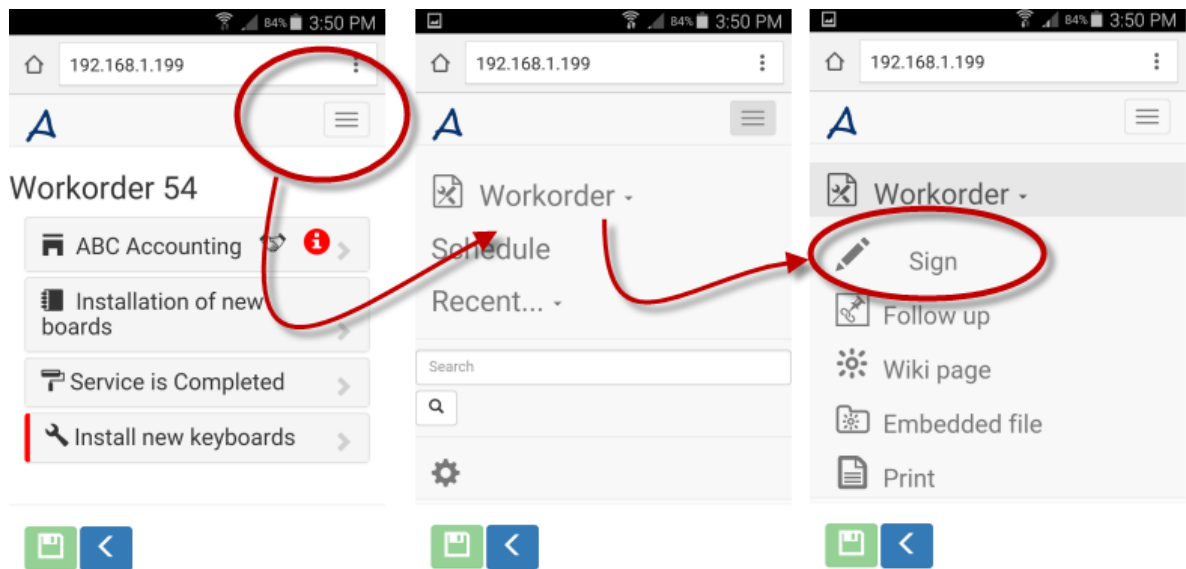 84% 3:50 PM
192.168.1.199
A
Workorder 54
ABC Accounting
Installation of new
boards
Service is Completed
Install new keyboards
84% 3:50 PM
192.168.1.199
A
Workorder
Schedule
Recent...
Search
84% 3:50 PM
192.168.1.199
A
Workorder
Sign
Follow up
Wiki page
Embedded file
Print